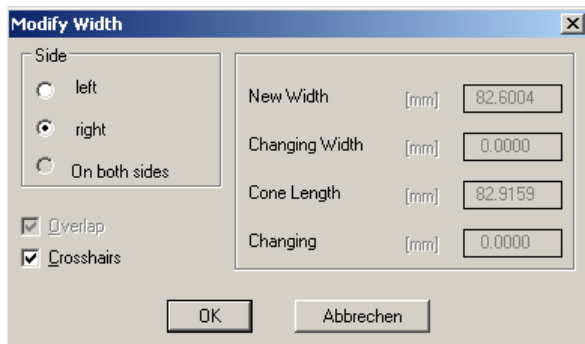 Modify Width
Side
left
right
On both sides
Overlap
Crosshairs
New Width [mm] 82.6004
Changing Width [mm] 0.0000
Cone Length [mm] 82.9159
Changing [mm] 0.0000
OK Abbrechen